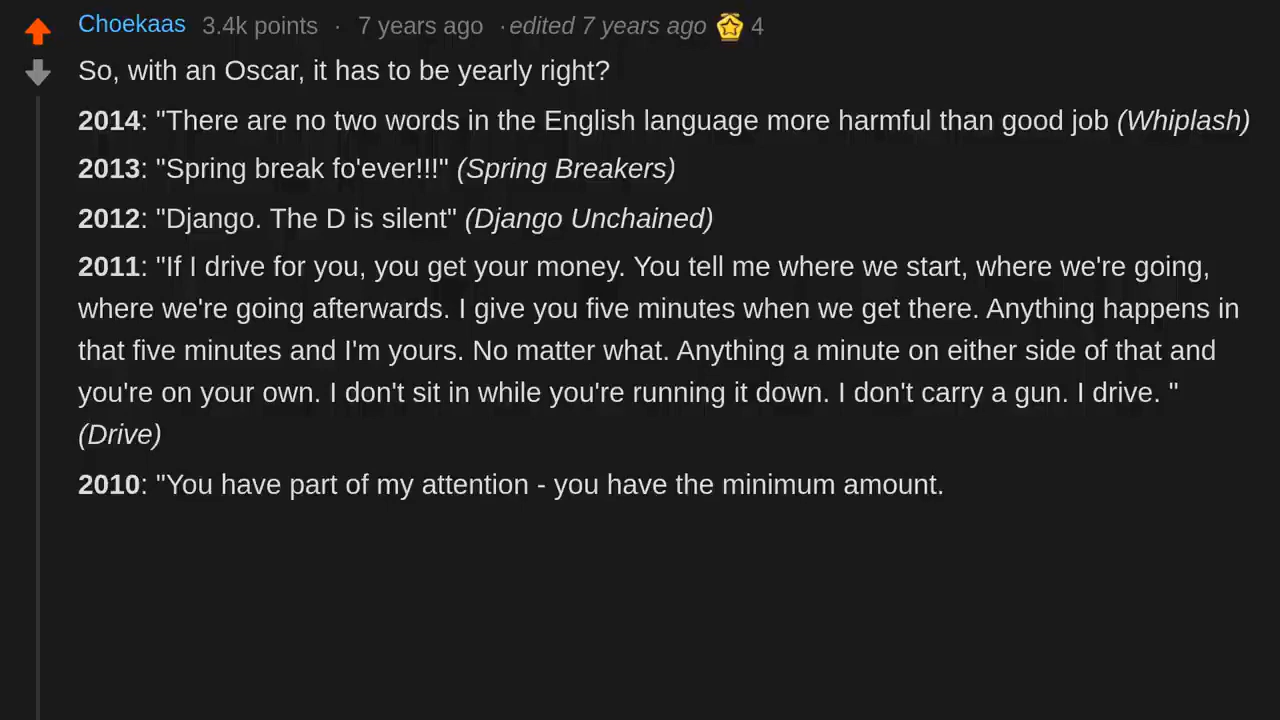 Choekaas 3.4k points · 7 years ago · edited 7 years ago 4
So, with an Oscar, it has to be yearly right?
2014: "There are no two words in the English language more harmful than good job (Whiplash)
2013: "Spring break fo'ever!!!" (Spring Breakers)
2012: "Django. The D is silent" (Django Unchained)
2011: "If I drive for you, you get your money. You tell me where we start, where we're going,
where we're going afterwards. I give you five minutes when we get there. Anything happens in
that five minutes and I'm yours. No matter what. Anything a minute on either side of that and
you're on your own. I don't sit in while you're running it down. I don't carry a gun. I drive. "
(Drive)
2010: "You have part of my attention - you have the minimum amount.